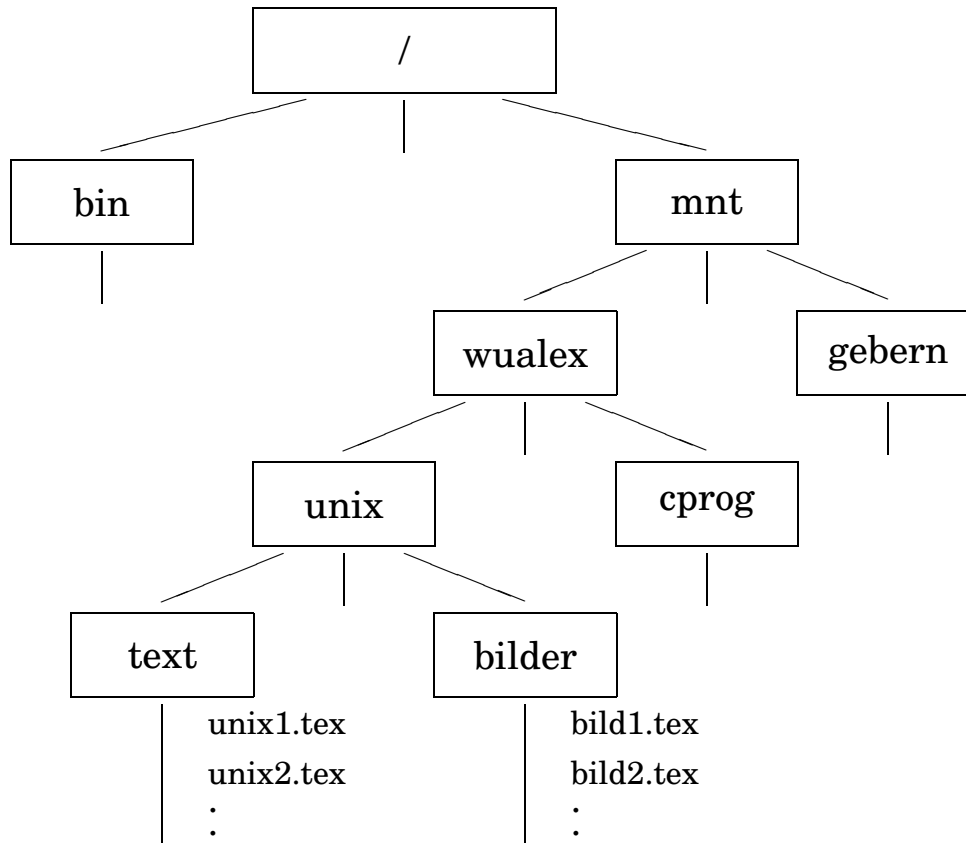 /
bin
mnt
wualex
gebern
unix
cprog
text
bilder
unix1.tex
bild1.tex
unix2.tex
bild2.tex
:
: